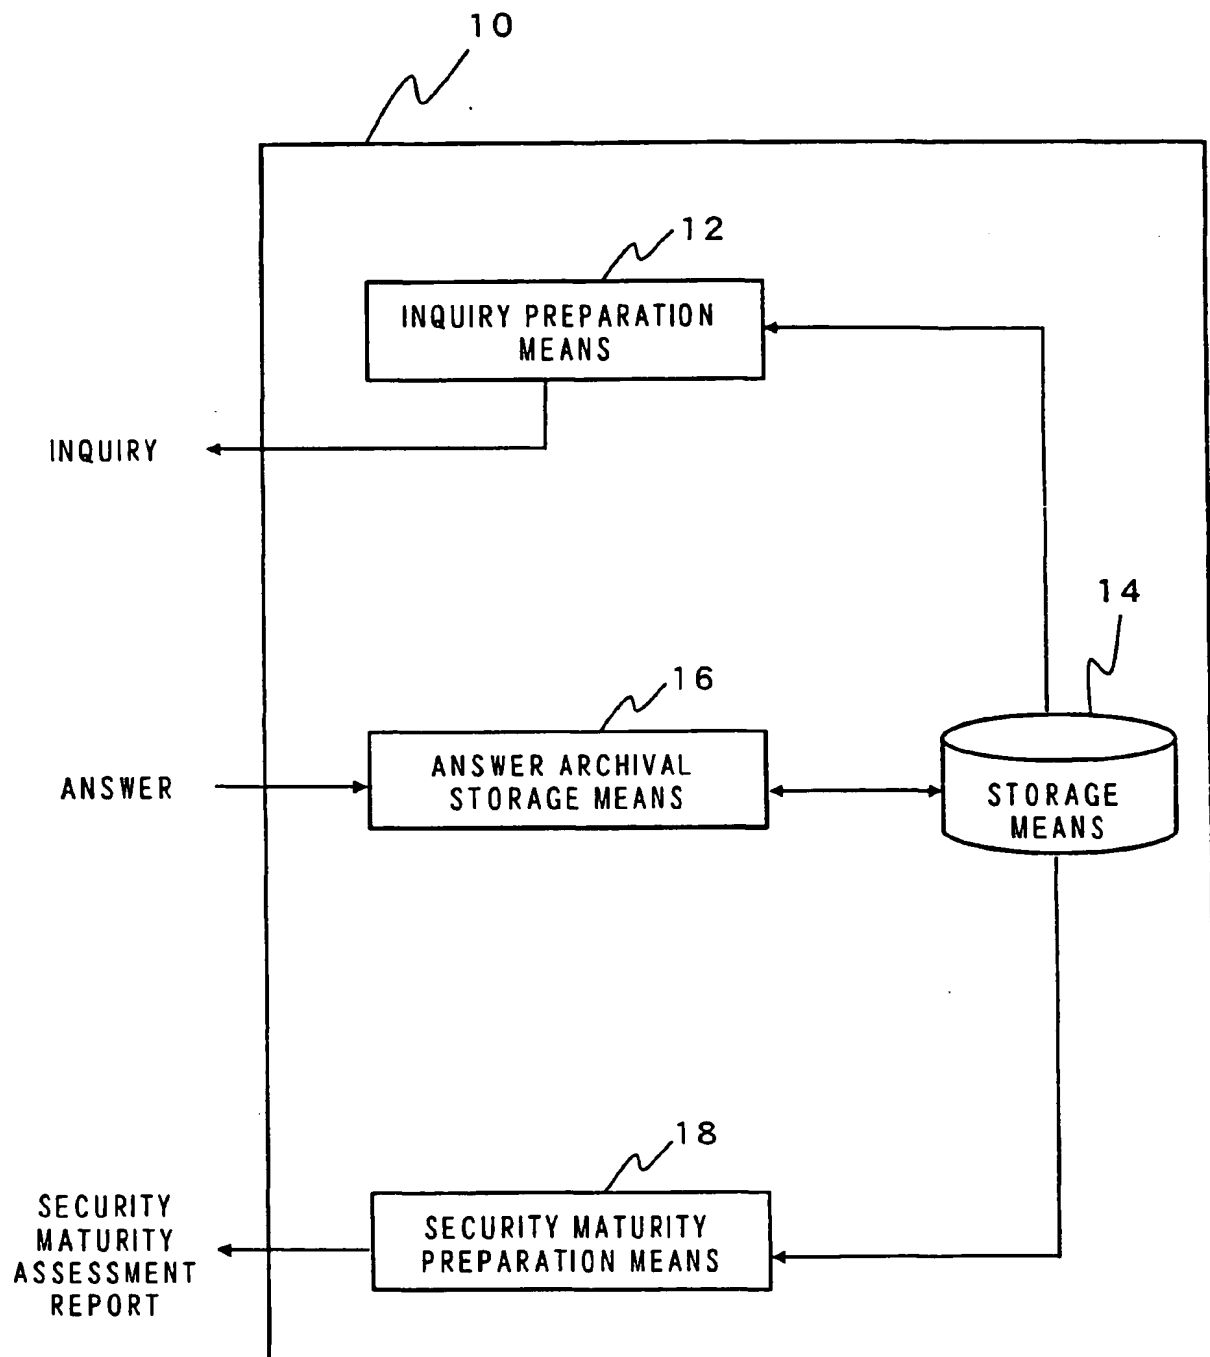 10
12
INQUIRY PREPARATION
MEANS
INQUIRY
14
16
ANSWER ARCHIVAL
STORAGE MEANS
ANSWER
STORAGE
MEANS
18
SECURITY MATURITY
PREPARATION MEANS
SECURITY
MATURITY
ASSESSMENT
REPORT